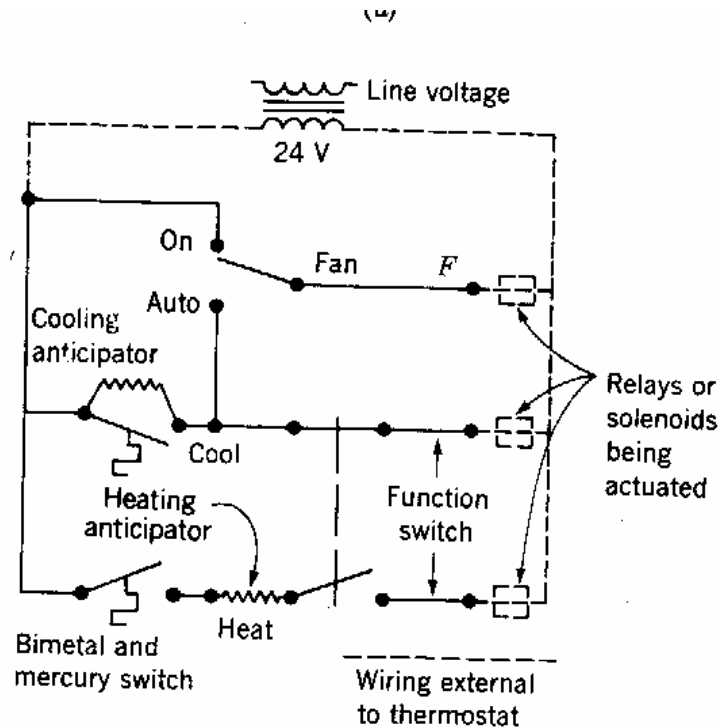 Line voltage
24 V
On
Fan
F
Auto
Cooling
anticipator
Relays or
solenoids
being
actuated
Cool
Heating
anticipator
Function
switch
Heat
Bimetal and
mercury switch
Wiring external
to thermostat